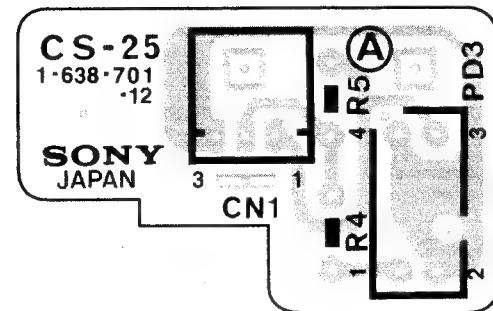 CS-25
1-638-701
-12
SONY
JAPAN
3 1
CN1
A
R5
PD3
4
3
R4
1
2